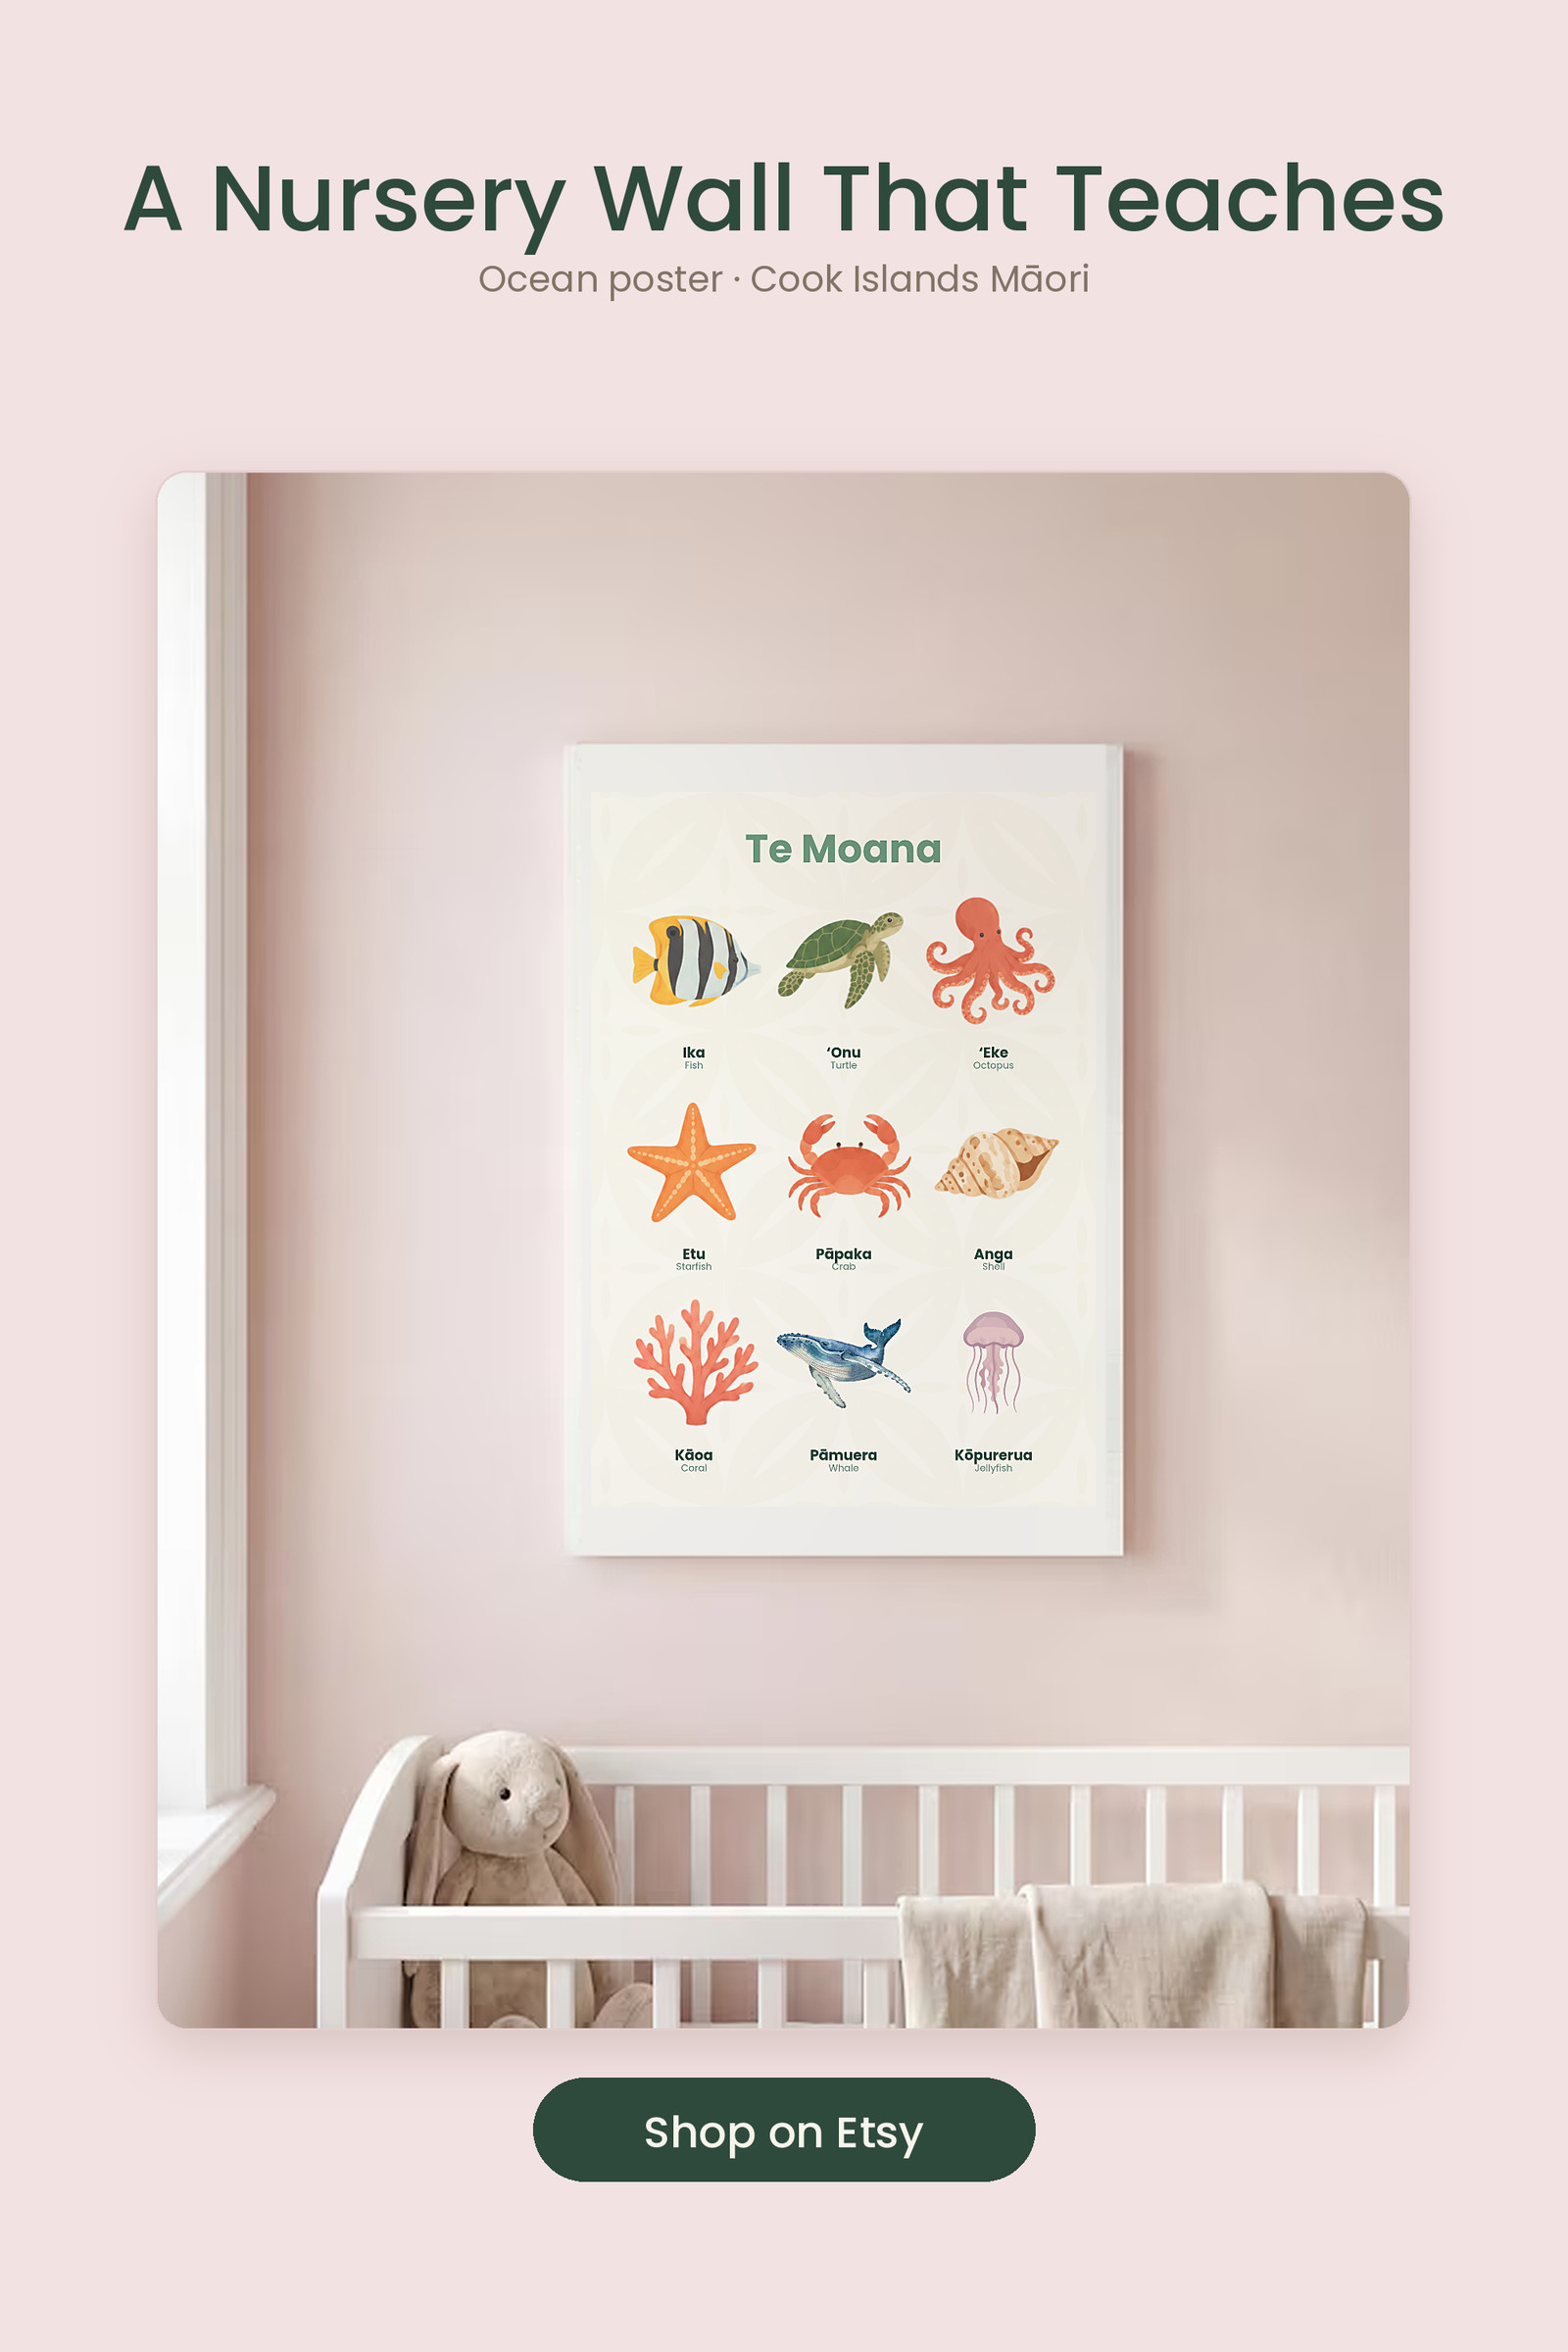 A Nursery Wall That Teaches
Ocean poster · Cook Islands Māori
Te Moana
Ika
Fish
ʻOnu
Turtle
ʻEke
Octopus
Etu
Starfish
Pāpaka
Crab
Anga
Shell
Kāoa
Coral
Pāmuera
Whale
Kōpurerua
Jellyfish
Shop on Etsy